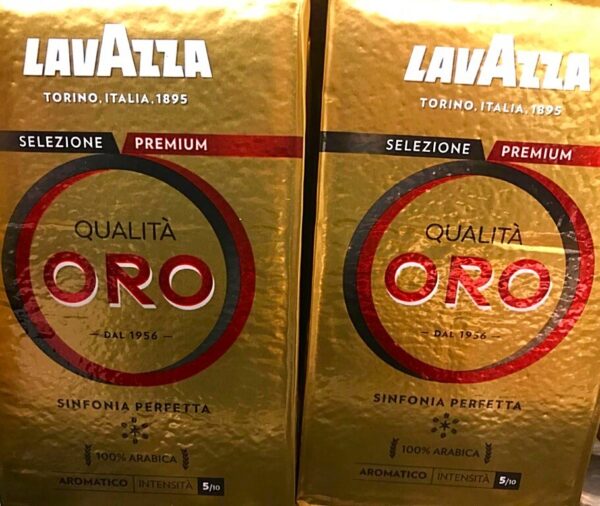 LAVAZZA
TORINO, ITALIA, 1895
SELEZIONE PREMIUM
QUALITÀ
ORO
DAL 1956
SINFONIA PERFETTA
100% ARABICA
AROMATICO INTENSITÀ 5/10
LAVAZZA
TORINO, ITALIA, 1895
SELEZIONE PREMIUM
QUALITÀ
ORO
DAL 1956
SINFONIA PERFETTA
100% ARABICA
AROMATICO INTENSITÀ 5/10